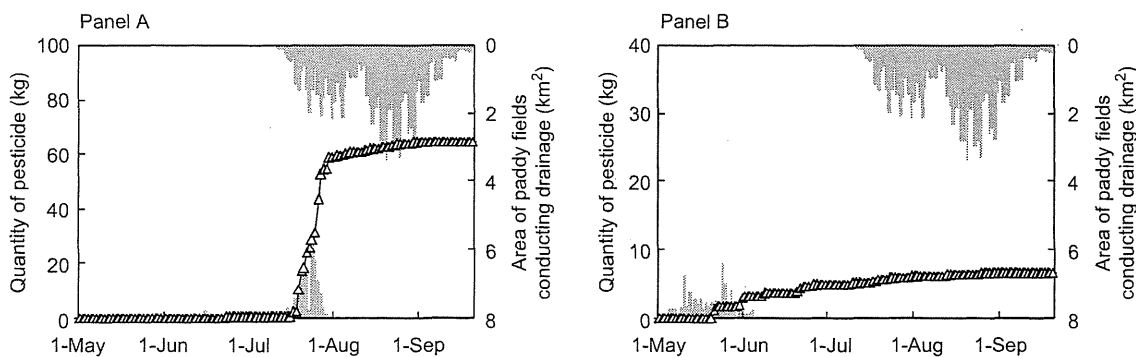 Panel A
100
80
60
40
20
0
Quantity of pesticide (kg)
0
2
4
6
8
Area of paddy fields
conducting drainage (km²)
1-May 1-Jun 1-Jul 1-Aug 1-Sep
Panel B
40
30
20
10
0
Quantity of pesticide (kg)
0
2
4
6
8
Area of paddy fields
conducting drainage (km²)
1-May 1-Jun 1-Jul 1-Aug 1-Sep